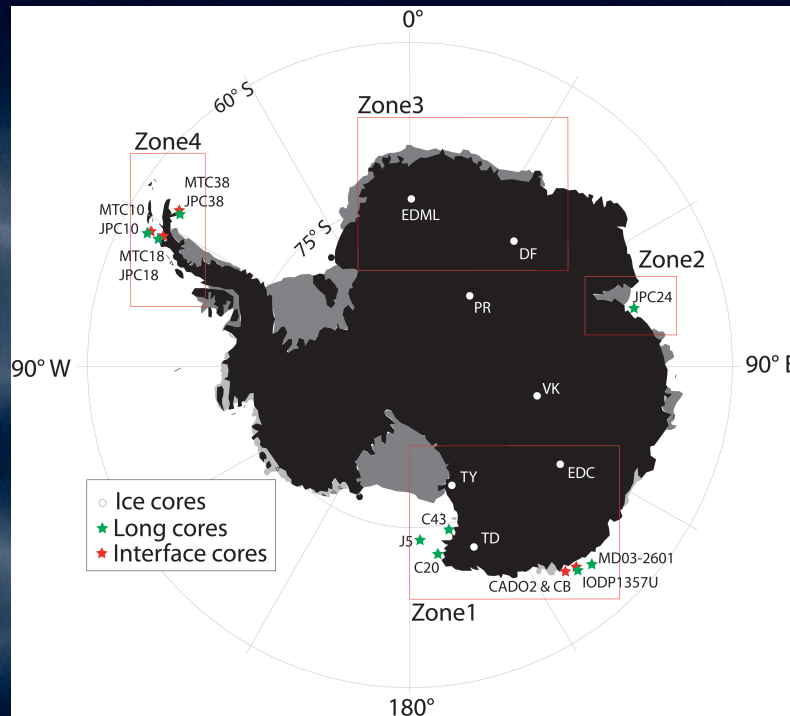 0°
60° S
Zone3
Zone4
MTC38
JPC38
MTC10
JPC10
EDML
75° S
MTC18
JPC18
DF
Zone2
JPC24
PR
90° W
90° E
VK
TY
EDC
Ice cores
Long cores
Interface cores
C43
J5
TD
C20
MD03-2601
IODP1357U
CADO2 & CB
Zone1
180°